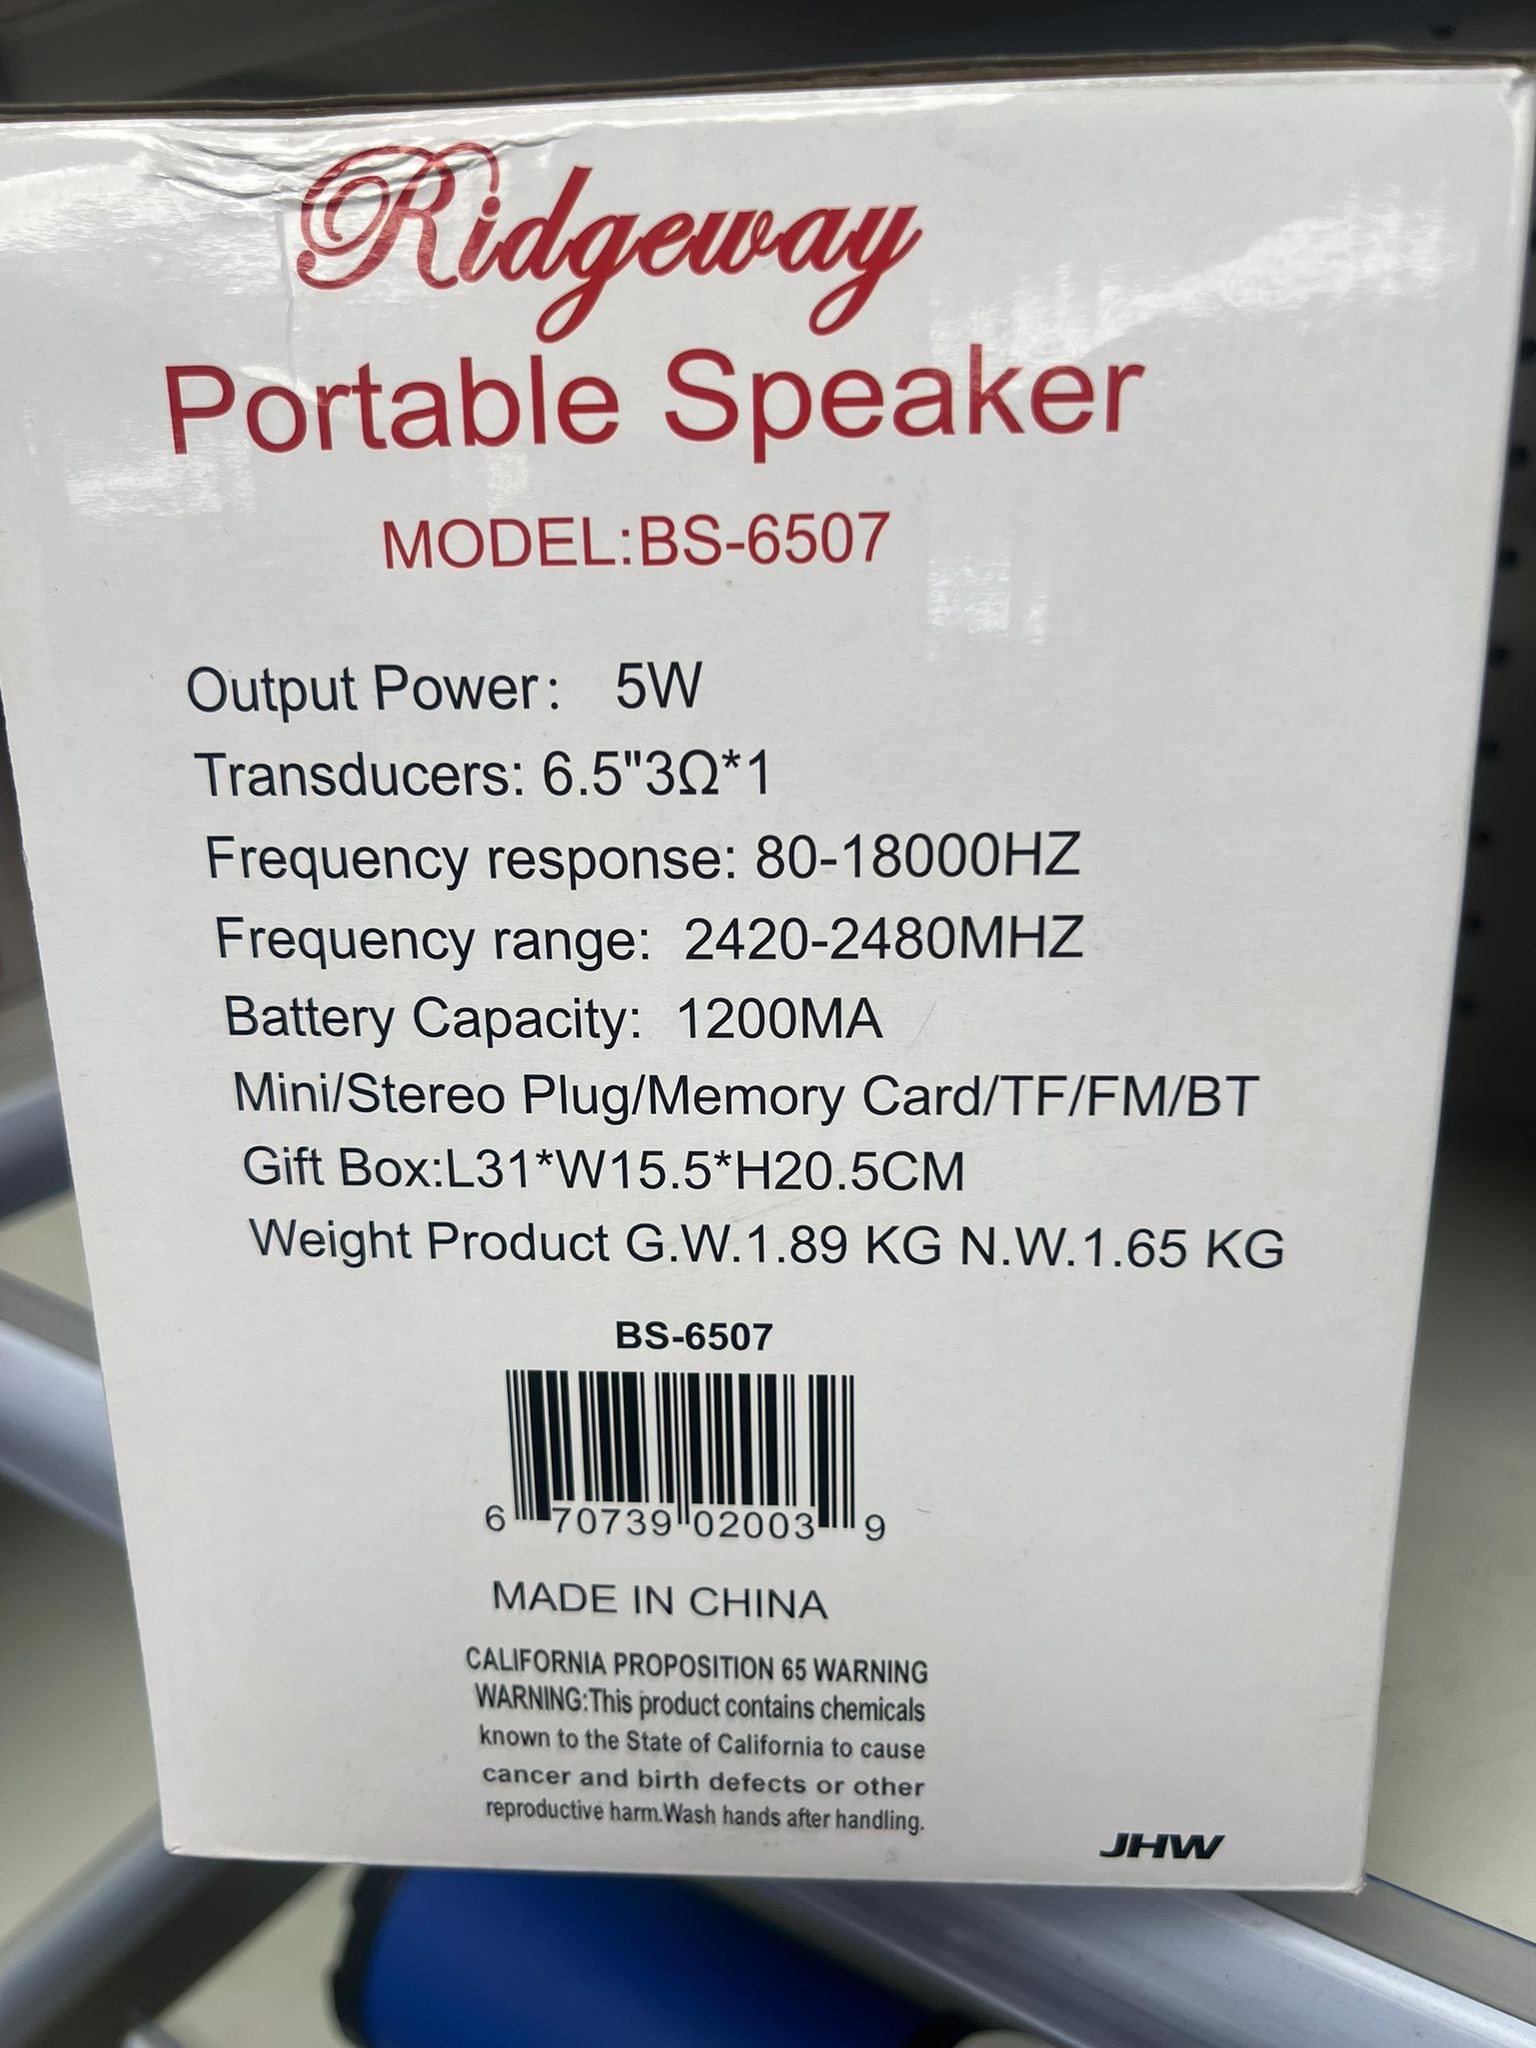 Ridgeway
Portable Speaker
MODEL:BS-6507
Output Power: 5W
Transducers: 6.5"3Ω*1
Frequency response: 80-18000HZ
Frequency range: 2420-2480MHZ
Battery Capacity: 1200MA
Mini/Stereo Plug/Memory Card/TF/FM/BT
Gift Box:L31*W15.5*H20.5CM
Weight Product G.W.1.89 KG N.W.1.65 KG
BS-6507
6 70739 02003 9
MADE IN CHINA
CALIFORNIA PROPOSITION 65 WARNING
WARNING:This product contains chemicals
known to the State of California to cause
cancer and birth defects or other
reproductive harm.Wash hands after handling.
JHW